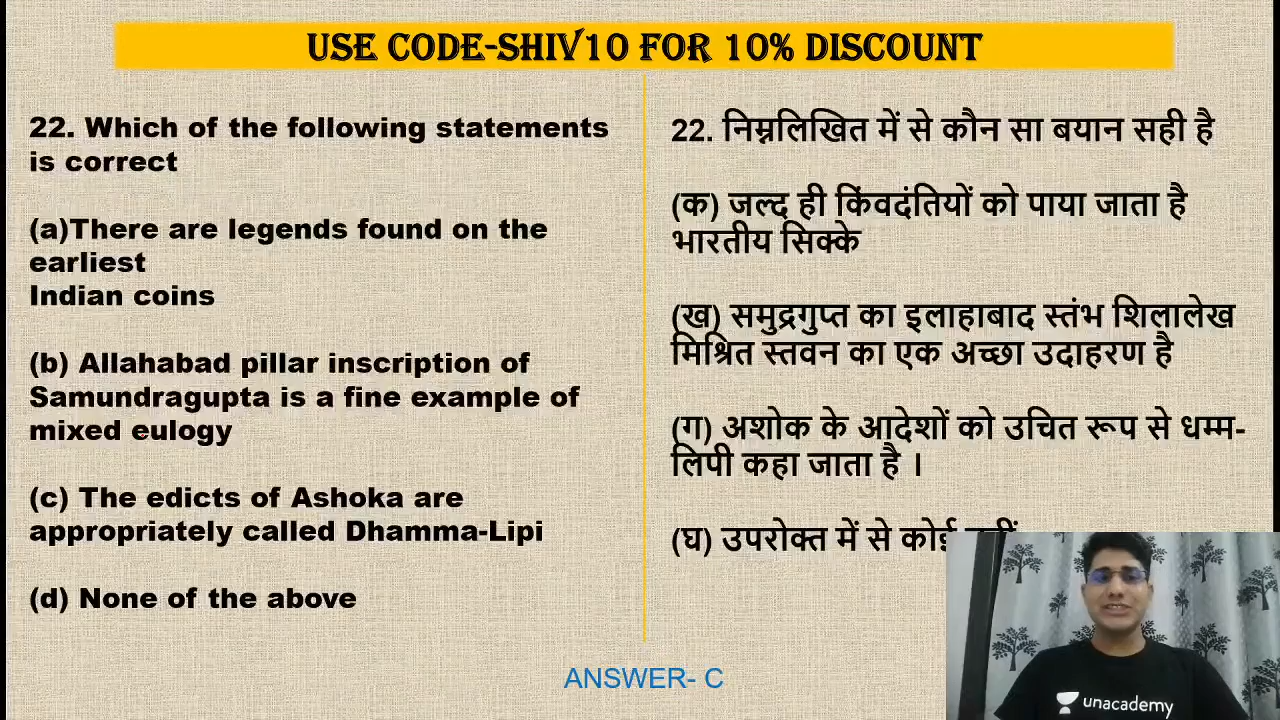 USE CODE-SHIV10 FOR 10% DISCOUNT
22. Which of the following statements
is correct
(a)There are legends found on the
earliest
Indian coins
(b) Allahabad pillar inscription of
Samundragupta is a fine example of
mixed eulogy
(c) The edicts of Ashoka are
appropriately called Dhamma-Lipi
(d) None of the above
22. निम्नलिखित में से कौन सा बयान सही है
(क) जल्द ही किंवदंतियों को पाया जाता है
भारतीय सिक्के
(ख) समुद्रगुप्त का इलाहाबाद स्तंभ शिलालेख
मिश्रित स्तवन का एक अच्छा उदाहरण है
(ग) अशोक के आदेशों को उचित रूप से धम्म-
लिपी कहा जाता है ।
(घ) उपरोक्त में से कोई
ANSWER- C
unacademy